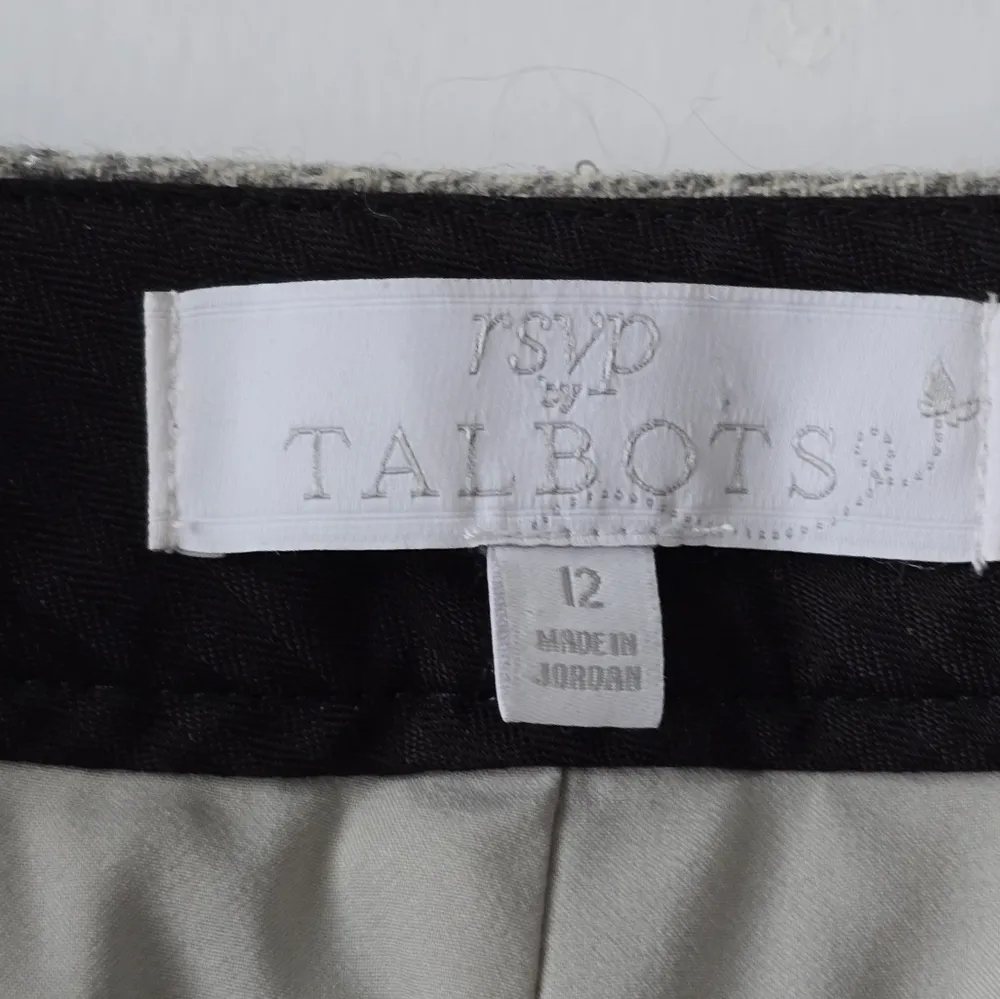 rsvp
by
TALBOTS
12
MADE IN
JORDAN